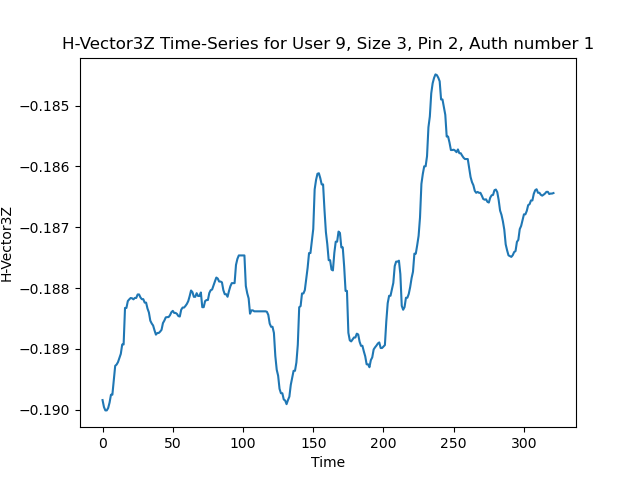 H-Vector3Z Time-Series for User 9, Size 3, Pin 2, Auth number 1
H-Vector3Z
−0.185
−0.186
−0.187
−0.188
−0.189
−0.190
0 50 100 150 200 250 300
Time